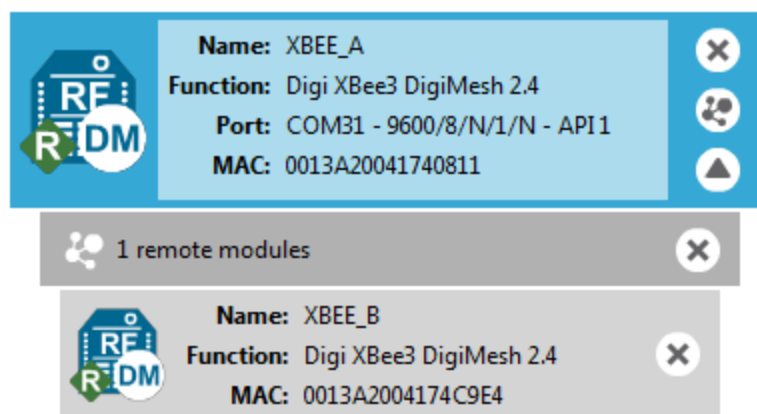 Name: XBEE_A
Function: Digi XBee3 DigiMesh 2.4
Port: COM31 - 9600/8/N/1/N - API 1
MAC: 0013A20041740811
RF
R DM
1 remote modules
Name: XBEE_B
Function: Digi XBee3 DigiMesh 2.4
MAC: 0013A2004174C9E4
RF
R DM